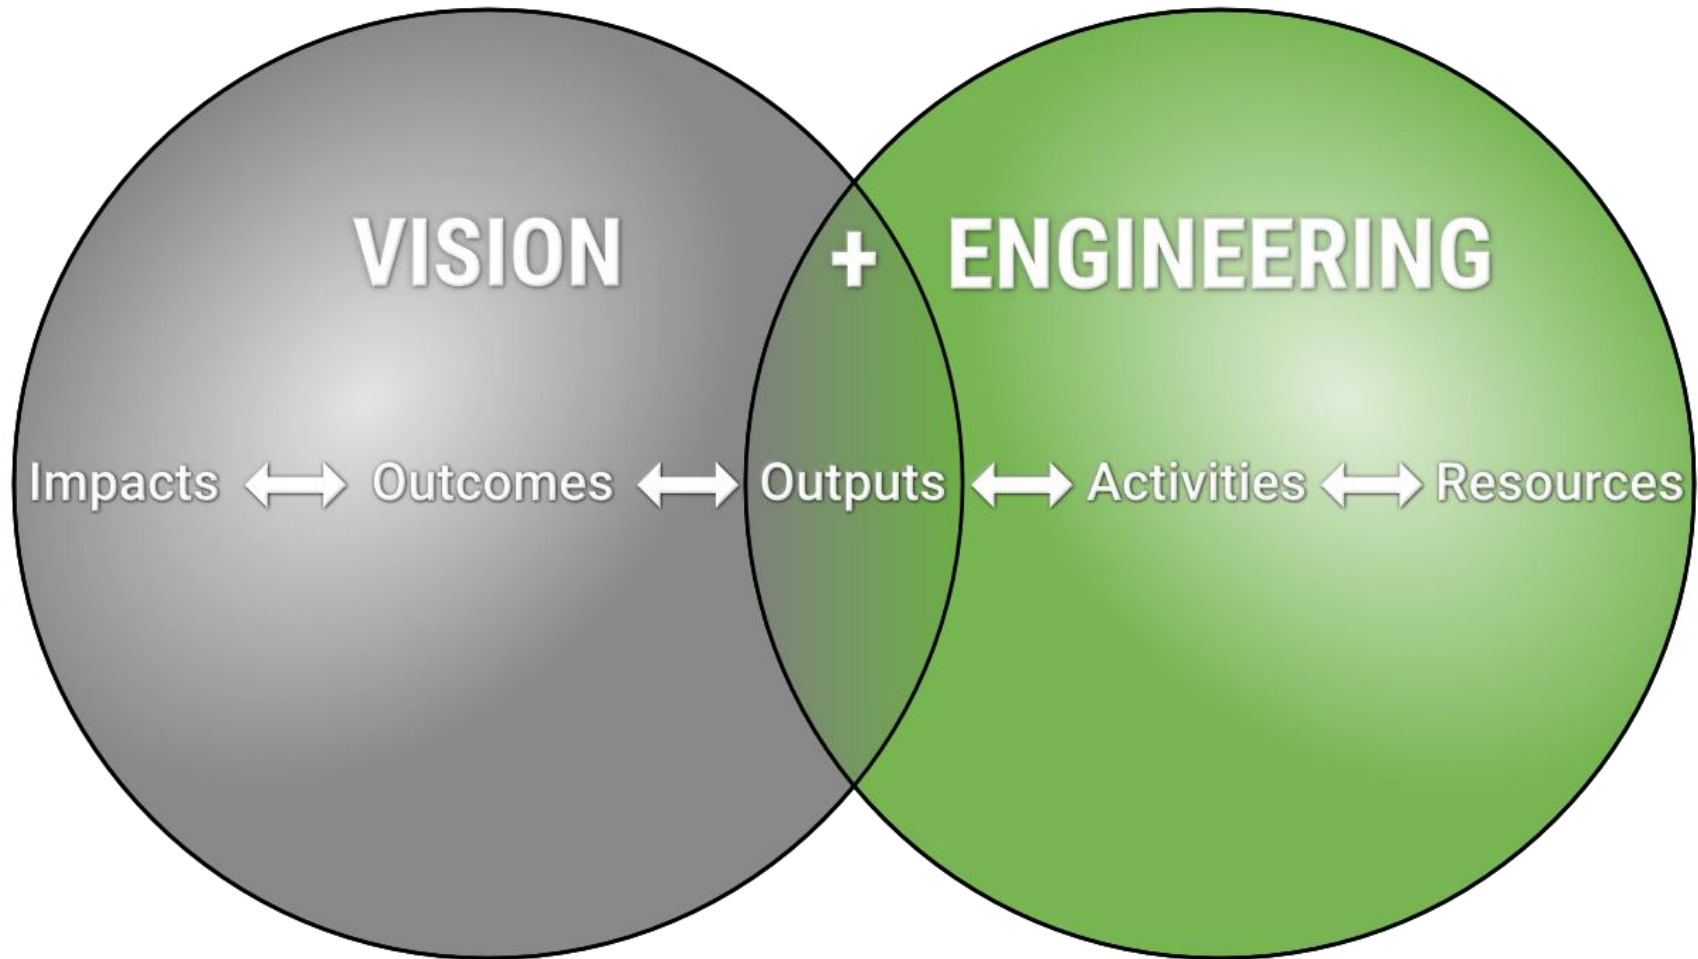 VISION + ENGINEERING
Impacts Outcomes Outputs Activities Resources